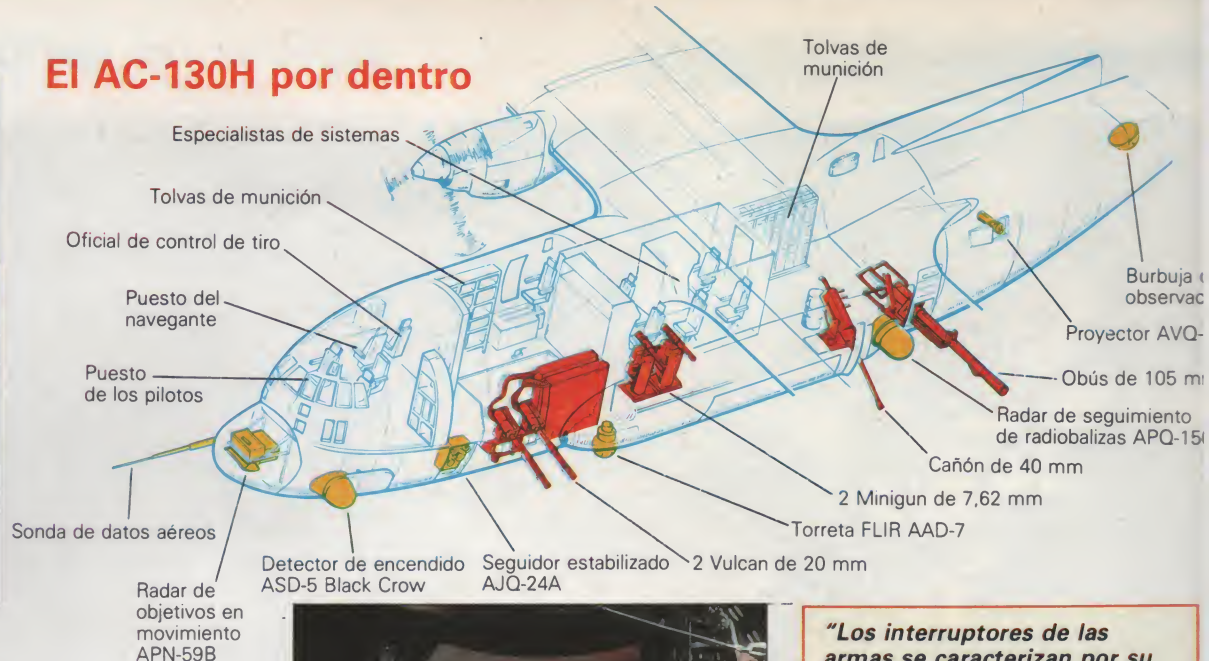 El AC-130H por dentro
Tolvas de
munición
Especialistas de sistemas
Tolvas de munición
Oficial de control de tiro
Puesto del
navegante
Puesto
de los pilotos
Burbuja
Proyector AVQ-
Obús de 105
Radar de seguimiento
de radiobalizas
Cañón de 40 mm
2 Minigun de 7,62 mm
Torreta FLIR AAD-7
2 Vulcan de 20 mm
Seguidor estabilizado
AJQ-24A
Detector de encendido
ASD-5 Black Crow
Sonda de datos aéreos
Radar de
objetivos en
movimiento
APN-59B
"Los interruptores de las
armas se caracterizan por su